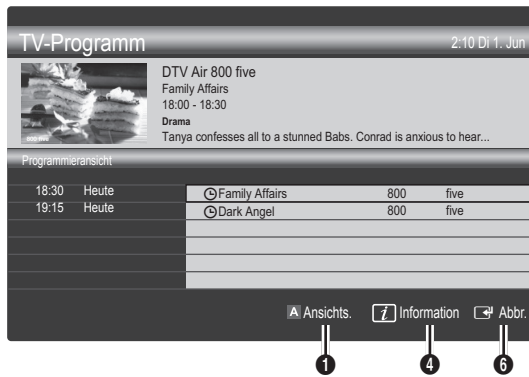 TV-Programm 2:10 Di 1. Jun
DTV Air 800 five
Family Affairs
18:00 - 18:30
Drama
Tanya confesses all to a stunned Babs. Conrad is anxious to hear...
800 five
Programmieransicht
18:30 Heute Family Affairs 800 five
19:15 Heute Dark Angel 800 five
A Ansichts. i Information Abbr.
1 4 6